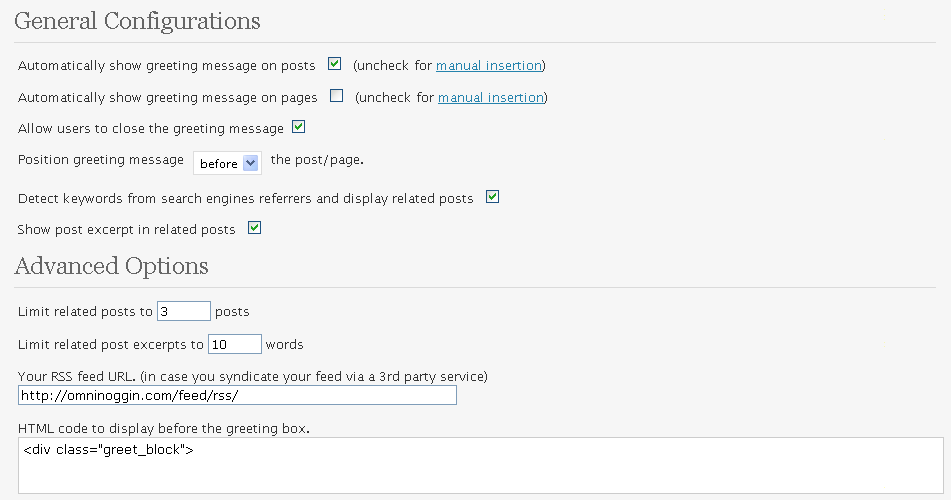 General Configurations
Automatically show greeting message on posts (uncheck for manual insertion)
Automatically show greeting message on pages (uncheck for manual insertion)
Allow users to close the greeting message
Position greeting message before the post/page.
Detect keywords from search engines referrers and display related posts
Show post excerpt in related posts
Advanced Options
Limit related posts to 3 posts
Limit related post excerpts to 10 words
Your RSS feed URL. (in case you syndicate your feed via a 3rd party service)
http://omninoggin.com/feed/rss/
HTML code to display before the greeting box.
<div class="greet_block">